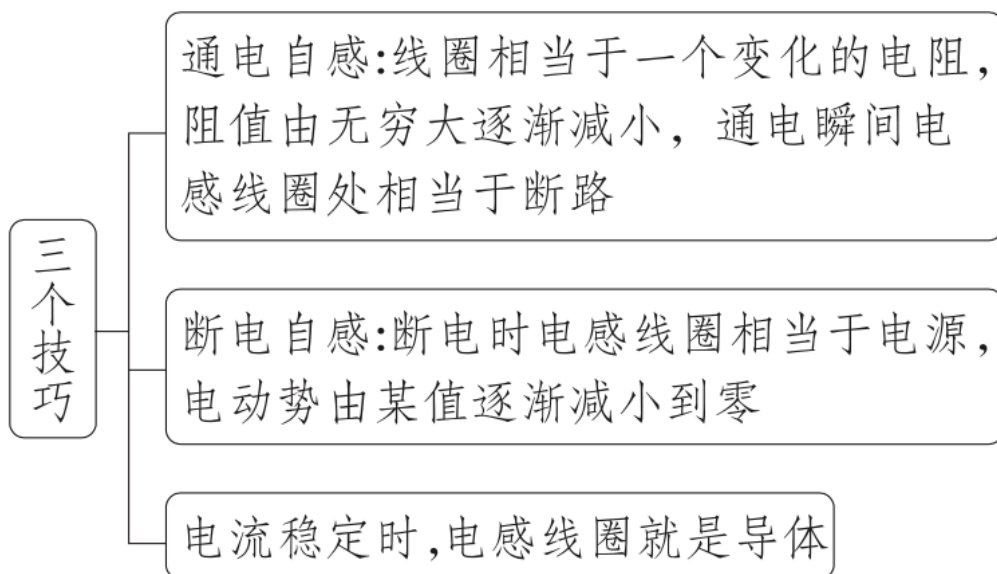 三个技巧
通电自感:线圈相当于一个变化的电阻,
阻值由无穷大逐渐减小，通电瞬间电
感线圈处相当于断路
断电自感:断电时电感线圈相当于电源,
电动势由某值逐渐减小到零
电流稳定时,电感线圈就是导体